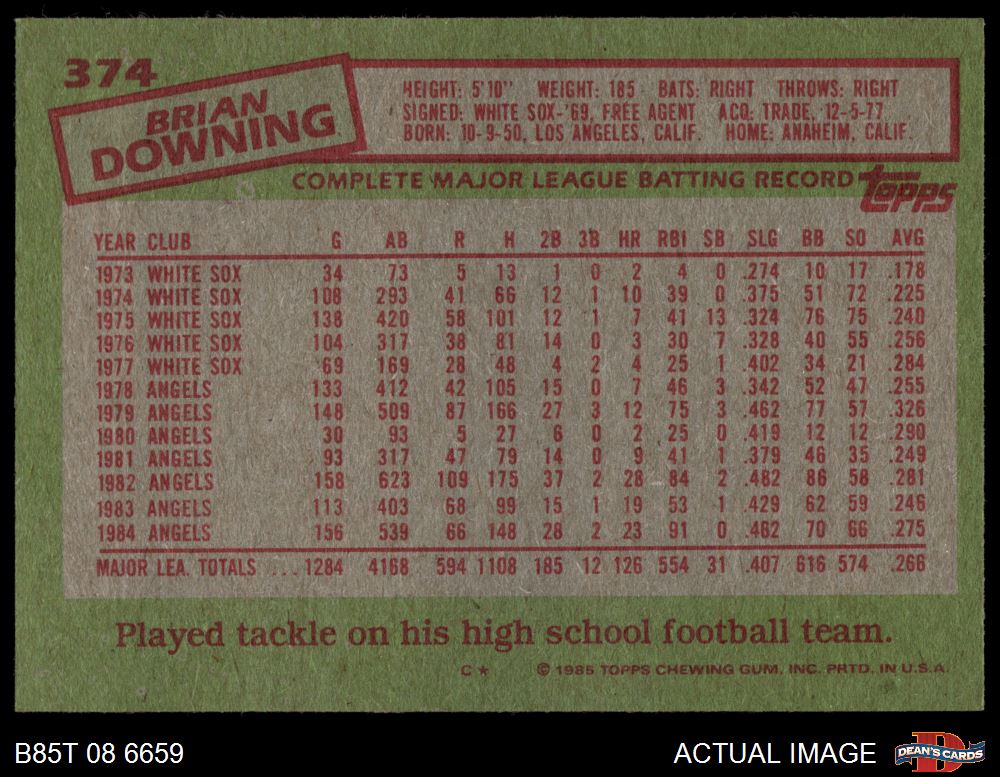 374
BRIAN
DOWNING
HEIGHT: 5'10" WEIGHT: 185 BATS: RIGHT THROWS: RIGHT
SIGNED: WHITE SOX-'69, FREE AGENT ACQ: TRADE, 12-5-77
BORN: 10-9-50, LOS ANGELES, CALIF. HOME: ANAHEIM, CALIF.
COMPLETE MAJOR LEAGUE BATTING RECORD topps
YEAR CLUB G AB R H 2B 3B HR RBI SB SLG BB SO AVG
1973 WHITE SOX 34 73 5 13 1 0 2 4 0 .274 10 17 .178
1974 WHITE SOX 108 293 41 66 12 1 10 39 0 .375 51 72 .225
1975 WHITE SOX 138 420 58 101 12 1 7 41 13 .324 76 75 .240
1976 WHITE SOX 104 317 38 81 14 0 3 30 7 .328 40 55 .256
1977 WHITE SOX 69 169 28 48 4 2 4 25 1 .402 34 21 .284
1978 ANGELS 133 412 42 105 15 0 7 46 3 .342 52 47 .255
1979 ANGELS 148 509 87 166 27 3 12 75 3 .462 77 57 .326
1980 ANGELS 30 93 5 27 6 0 2 25 0 .419 12 12 .290
1981 ANGELS 93 317 47 79 14 0 9 41 1 .379 46 35 .249
1982 ANGELS 158 623 109 175 37 2 28 84 2 .482 86 58 .281
1983 ANGELS 113 403 68 99 15 1 19 53 1 .429 62 59 .246
1984 ANGELS 156 539 66 148 28 2 23 91 0 .462 70 66 .275
MAJOR LEA. TOTALS ...1284 4168 594 1108 185 12 126 554 31 .407 616 574 .266
Played tackle on his high school football team.
C★ © 1985 TOPPS CHEWING GUM, INC. PRTD. IN U.S.A.
B85T 08 6659 ACTUAL IMAGE D DEAN'S CARDS